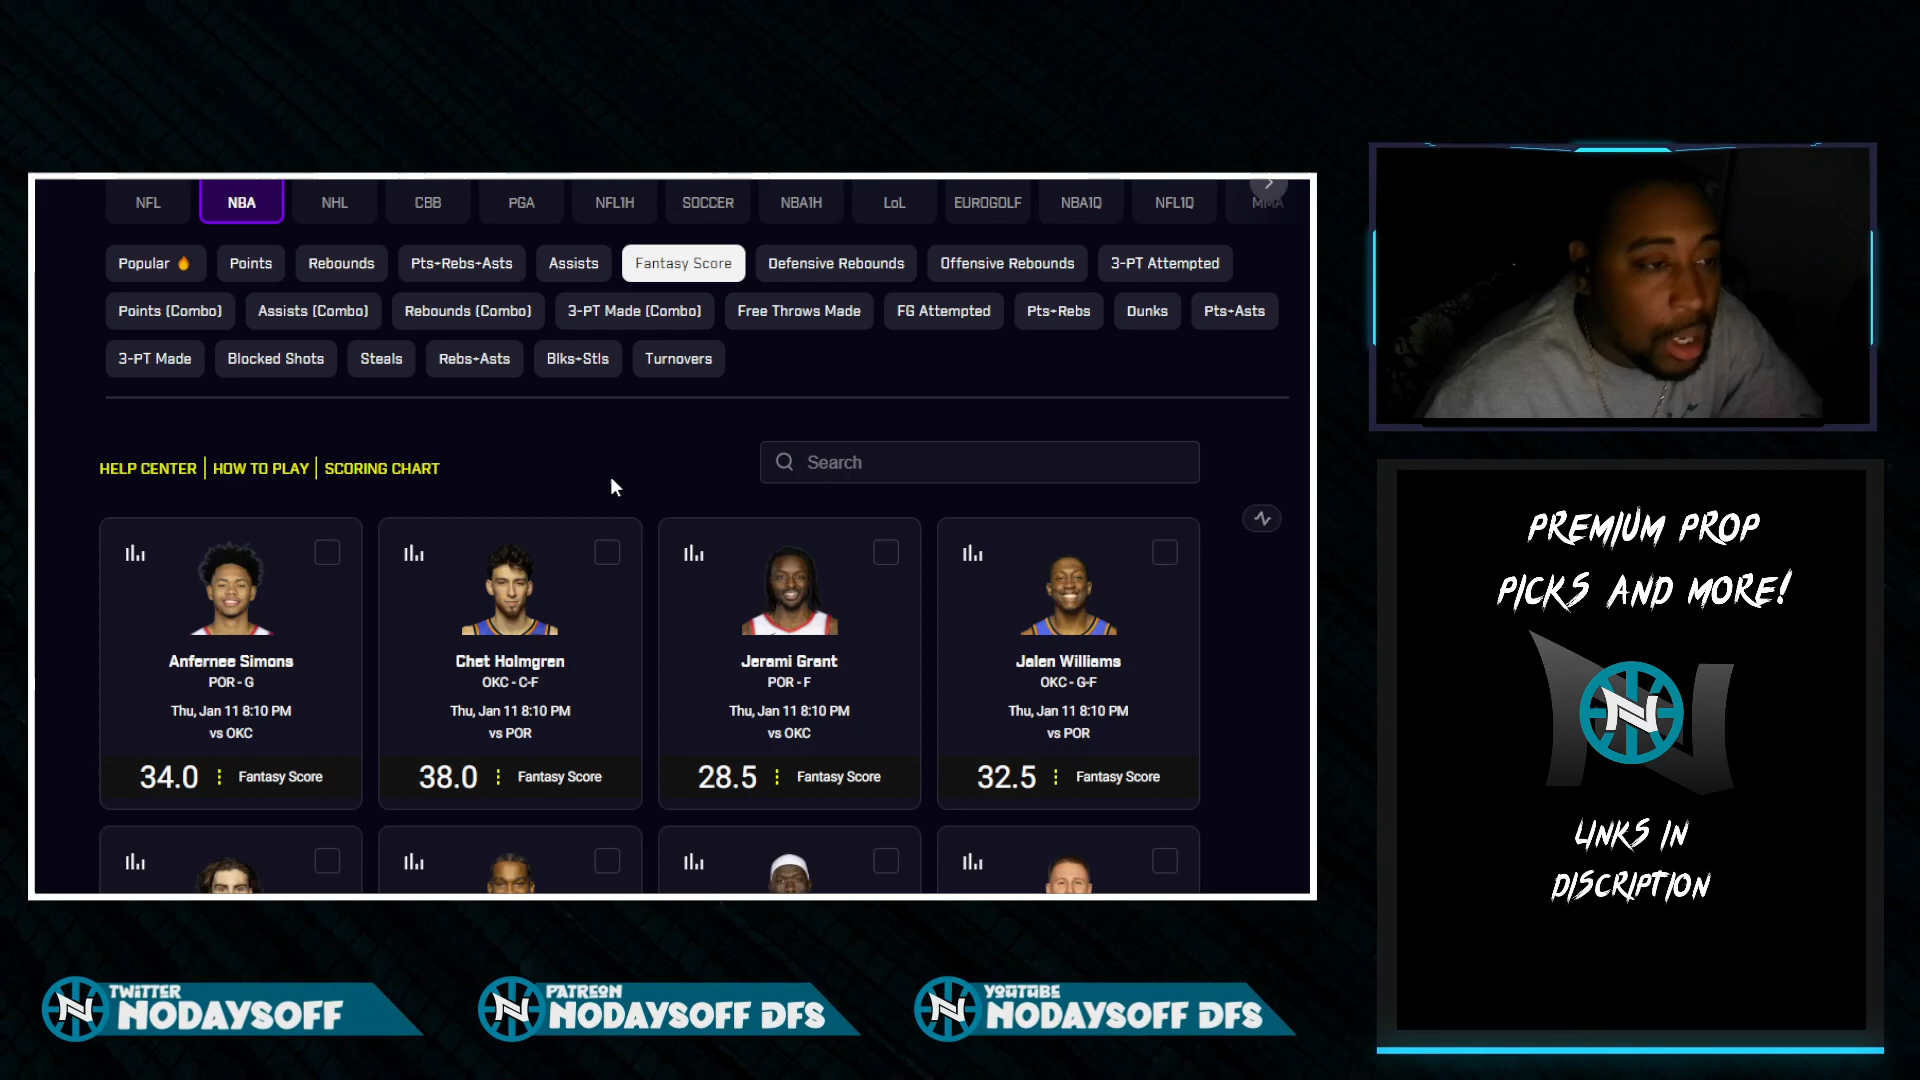 NFL NBA NHL CBB PGA NFL1H SOCCER NBA1H LoL EUROGOLF NBA1Q NFL1Q MMA
Popular Points Rebounds Pts+Rebs+Asts Assists Fantasy Score Defensive Rebounds Offensive Rebounds 3-PT Attempted
Points (Combo) Assists (Combo) Rebounds (Combo) 3-PT Made (Combo) Free Throws Made FG Attempted Pts+Rebs Dunks Pts+Asts
3-PT Made Blocked Shots Steals Rebs+Asts Blks+Stls Turnovers
HELP CENTER | HOW TO PLAY | SCORING CHART
Search
Anfernee Simons
POR - G
Thu, Jan 11 8:10 PM
vs OKC
34.0 Fantasy Score
Chet Holmgren
OKC - C-F
Thu, Jan 11 8:10 PM
vs POR
38.0 Fantasy Score
Jerami Grant
POR - F
Thu, Jan 11 8:10 PM
vs OKC
28.5 Fantasy Score
Jalen Williams
OKC - G-F
Thu, Jan 11 8:10 PM
vs POR
32.5 Fantasy Score
PREMIUM PROP
PICKS AND MORE!
N
LINKS IN
DISCRIPTION
N
TWITTER
NODAYSOFF
N
PATREON
NODAYSOFF DFS
N
YOUTUBE
NODAYSOFF DFS